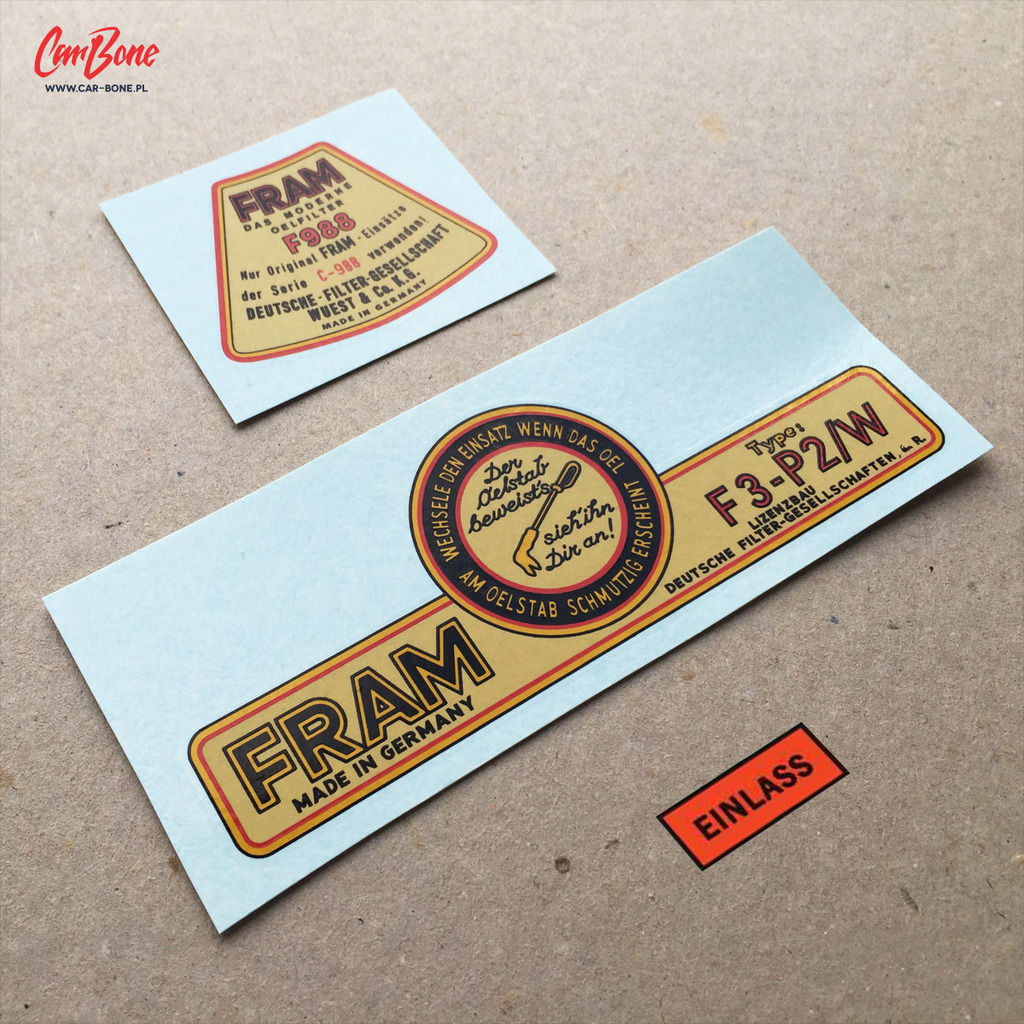 Car Bone
WWW.CAR-BONE.PL
FRAM
DAS MODERNE
OELFILTER
F988
Nur Original FRAM-Einsätze
der Serie C-988 verwenden!
DEUTSCHE-FILTER-GESELLSCHAFT
WUEST & Co. K.G.
MADE IN GERMANY
WECHSELE DEN EINSATZ WENN DAS OEL
AM OELSTAB SCHMUTZIG ERSCHEINT
Der
Oelstab
beweist's
sieh' ihn
Dir an!
Type:
F3-P2/W
LIZENZBAU
DEUTSCHE FILTER-GESELLSCHAFTEN, L. R.
FRAM
MADE IN GERMANY
EINLASS